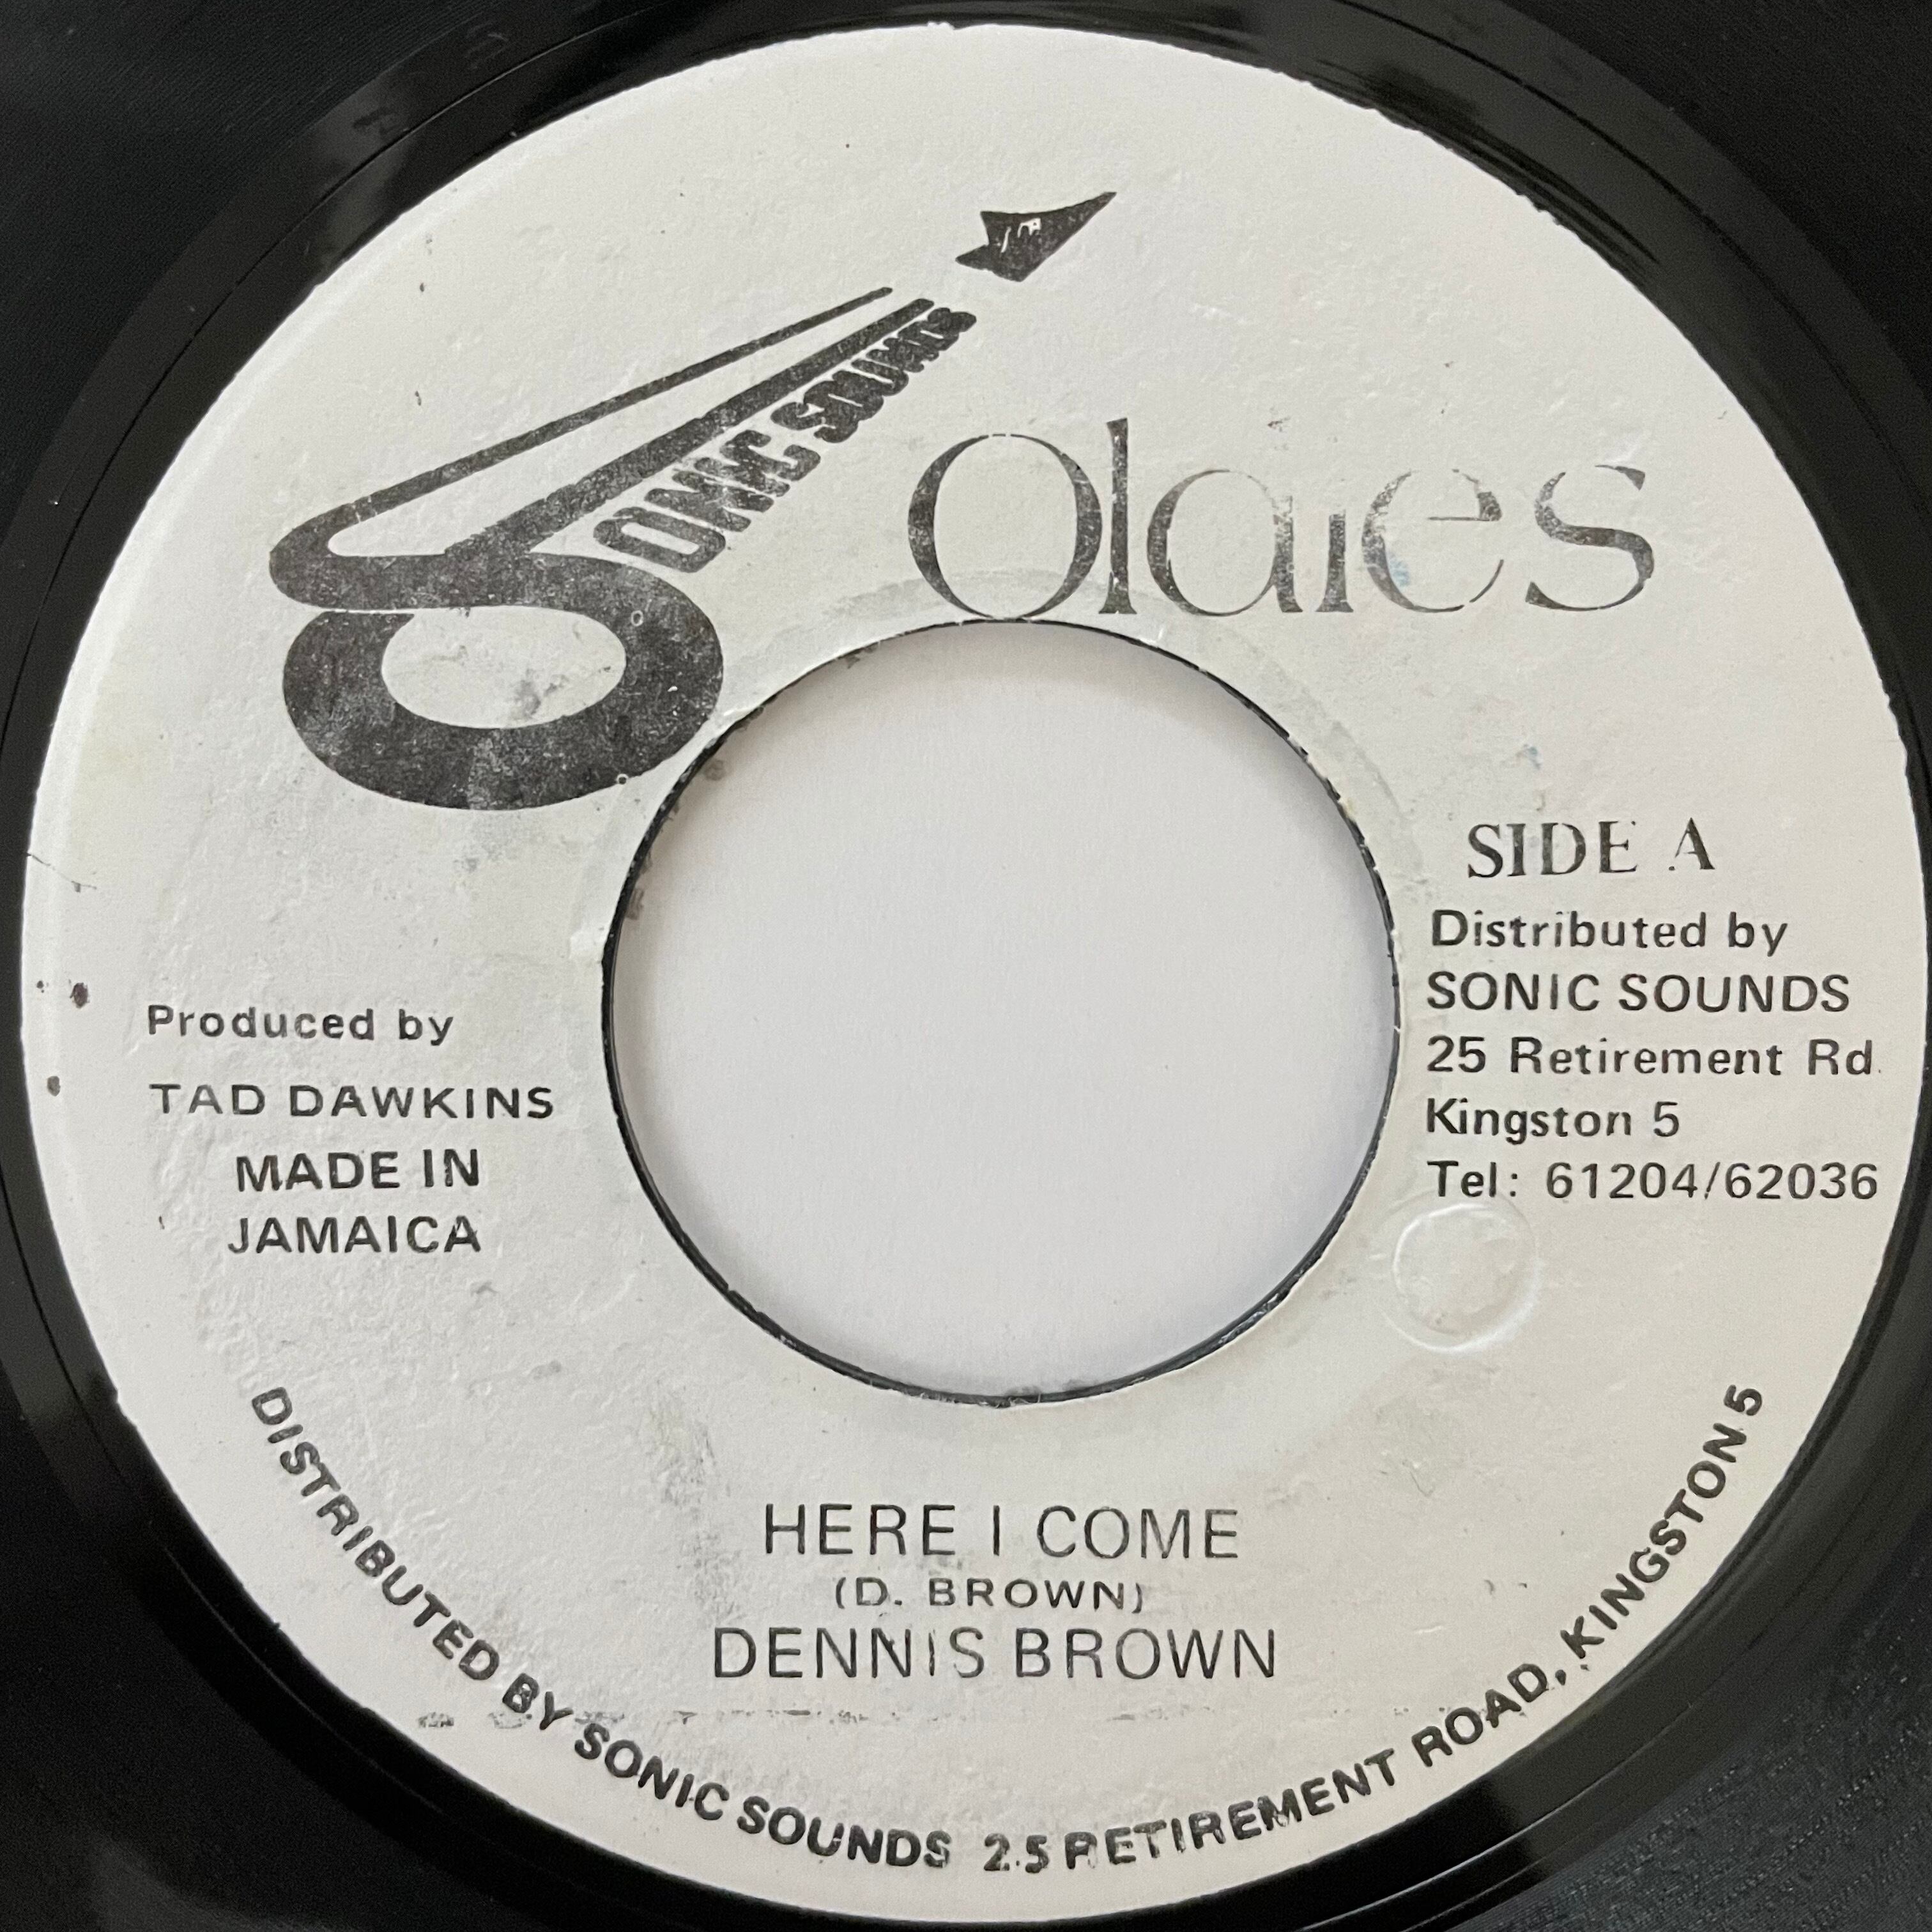 SONIC SOUNDS
Oldies
SIDE A
Distributed by
SONIC SOUNDS
25 Retirement Rd.
Kingston 5
Tel: 61204/62036
Produced by
TAD DAWKINS
MADE IN
JAMAICA
HERE I COME
(D. BROWN)
DENNIS BROWN
DISTRIBUTED BY SONIC SOUNDS 25 RETIREMENT ROAD, KINGSTON 5